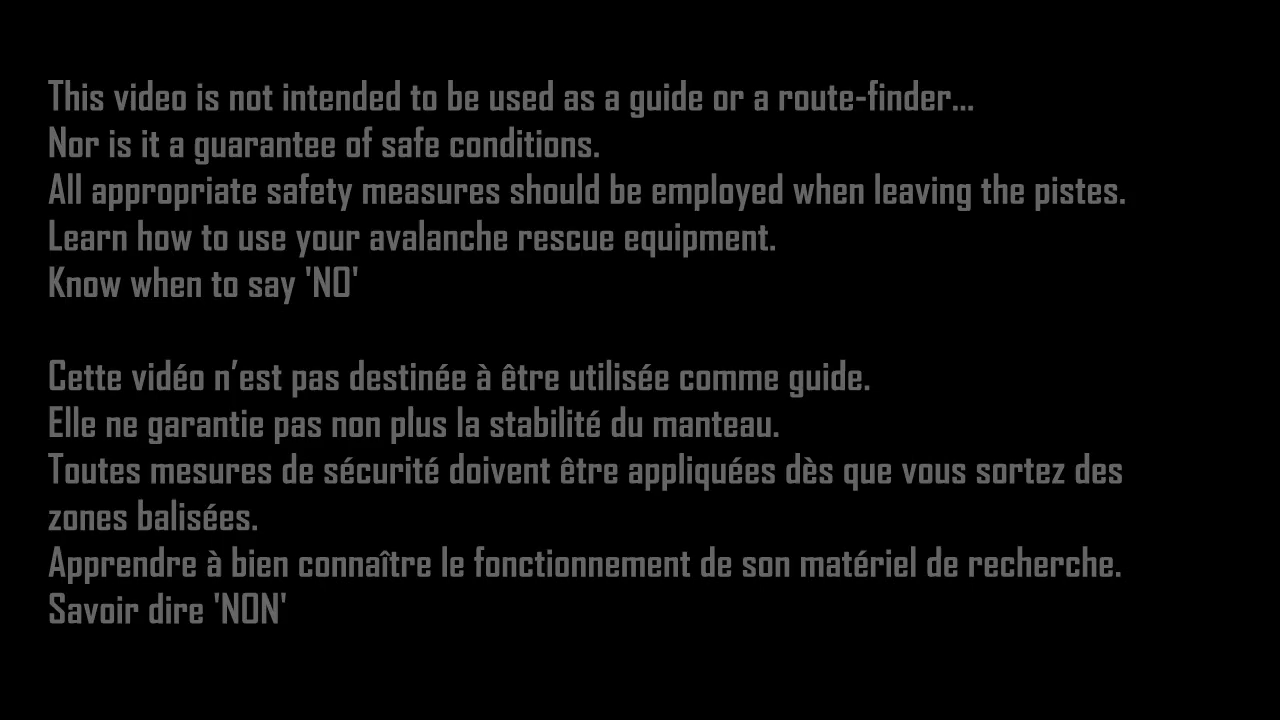 This video is not intended to be used as a guide or a route-finder...
Nor is it a guarantee of safe conditions.
All appropriate safety measures should be employed when leaving the pistes.
Learn how to use your avalanche rescue equipment.
Know when to say 'NO'
Cette vidéo n’est pas destinée à être utilisée comme guide.
Elle ne garantie pas non plus la stabilité du manteau.
Toutes mesures de sécurité doivent être appliquées dès que vous sortez des
zones balisées.
Apprendre à bien connaître le fonctionnement de son matériel de recherche.
Savoir dire 'NON'